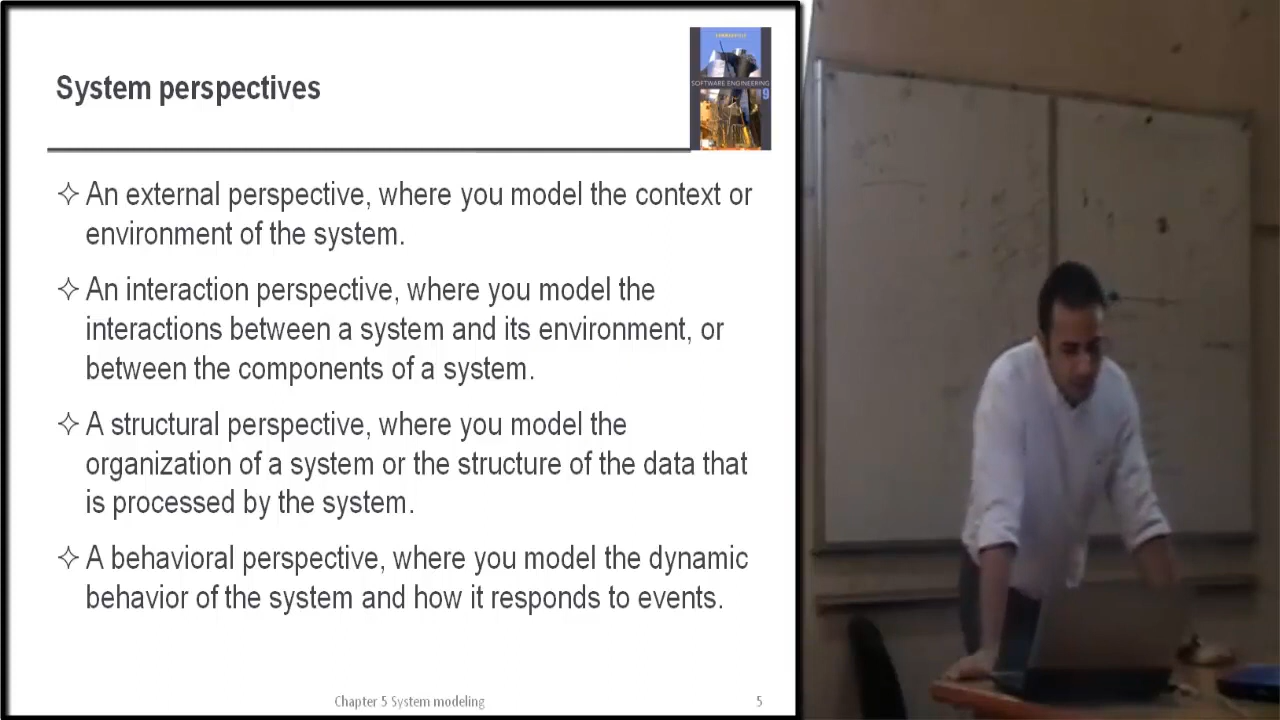 System perspectives
SOMMERVILLE
SOFTWARE ENGINEERING
9
✧ An external perspective, where you model the context or
environment of the system.
✧ An interaction perspective, where you model the
interactions between a system and its environment, or
between the components of a system.
✧ A structural perspective, where you model the
organization of a system or the structure of the data that
is processed by the system.
✧ A behavioral perspective, where you model the dynamic
behavior of the system and how it responds to events.
Chapter 5 System modeling
5